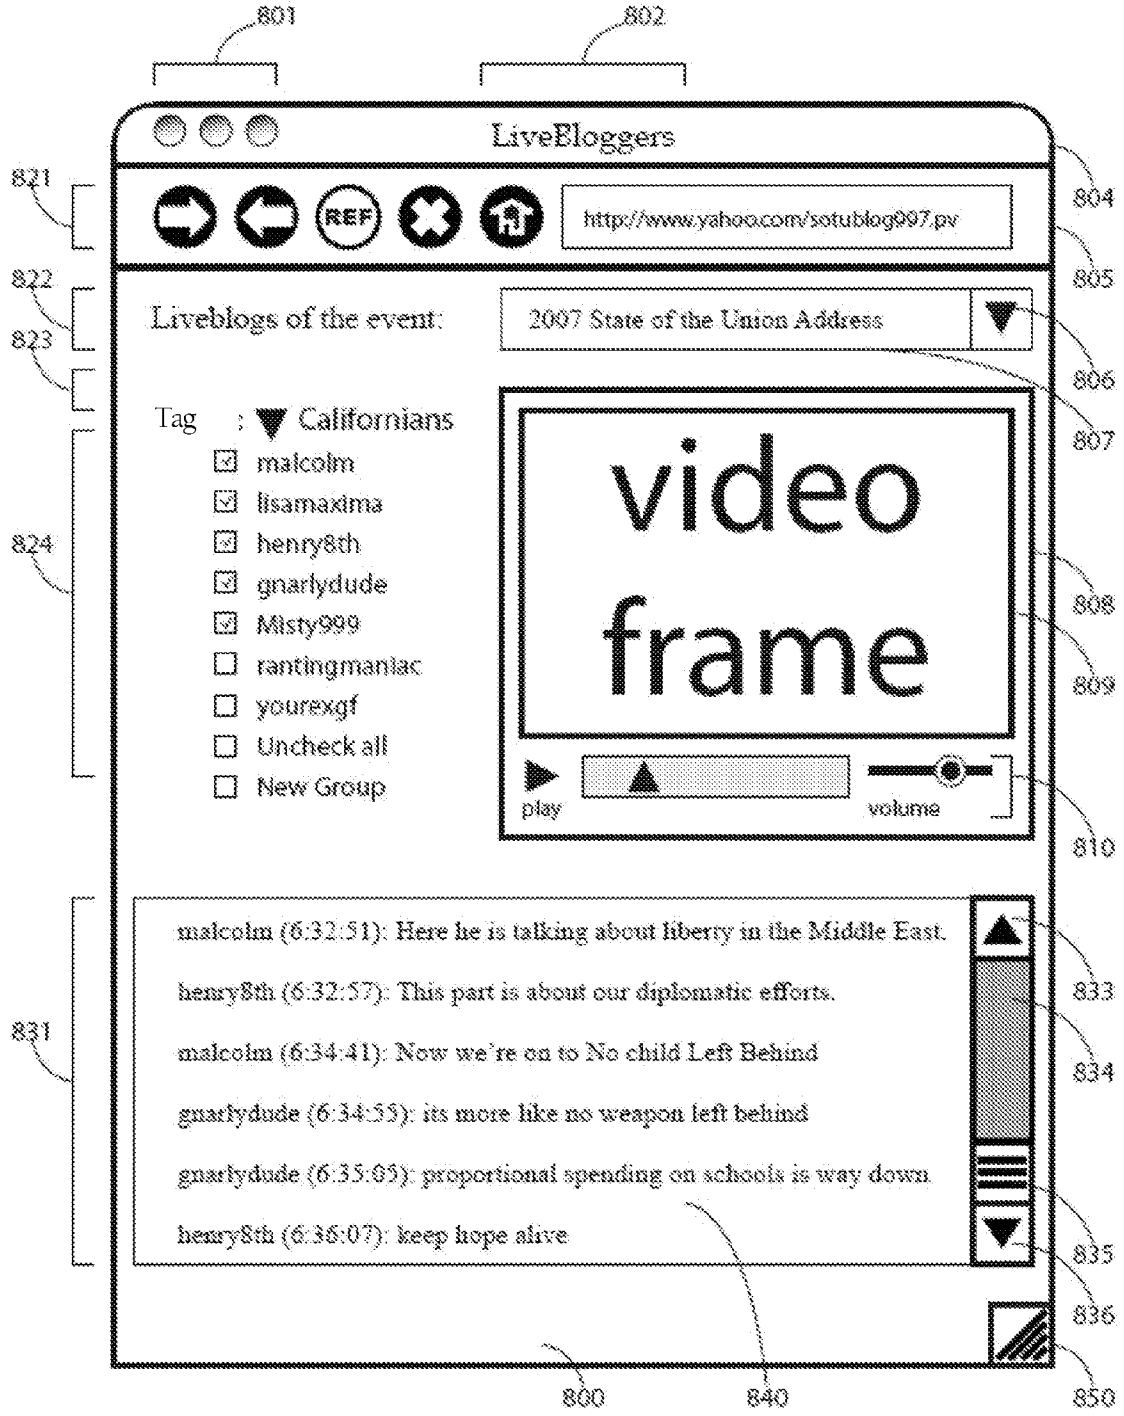 801
802
LiveBloggers
804
821
REF
http://www.yahoo.com/sotublog997.pv
805
822
Liveblogs of the event:
2007 State of the Union Address
823
806
Tag : Californians
807
malcolm
lisamaxima
824
henry8th
gnarlydude
Misty999
rantingmaniac
yourexgf
Uncheck all
New Group
video
frame
808
809
play
volume
810
malcolm (6:32:51): Here he is talking about liberty in the Middle East.
henry8th (6:32:57): This part is about our diplomatic efforts.
833
831
malcolm (6:34:41): Now we're on to No child Left Behind
834
gnarlydude (6:34:55): its more like no weapon left behind
gnarlydude (6:35:05): proportional spending on schools is way down
henry8th (6:36:07): keep hope alive
835
836
800
840
850